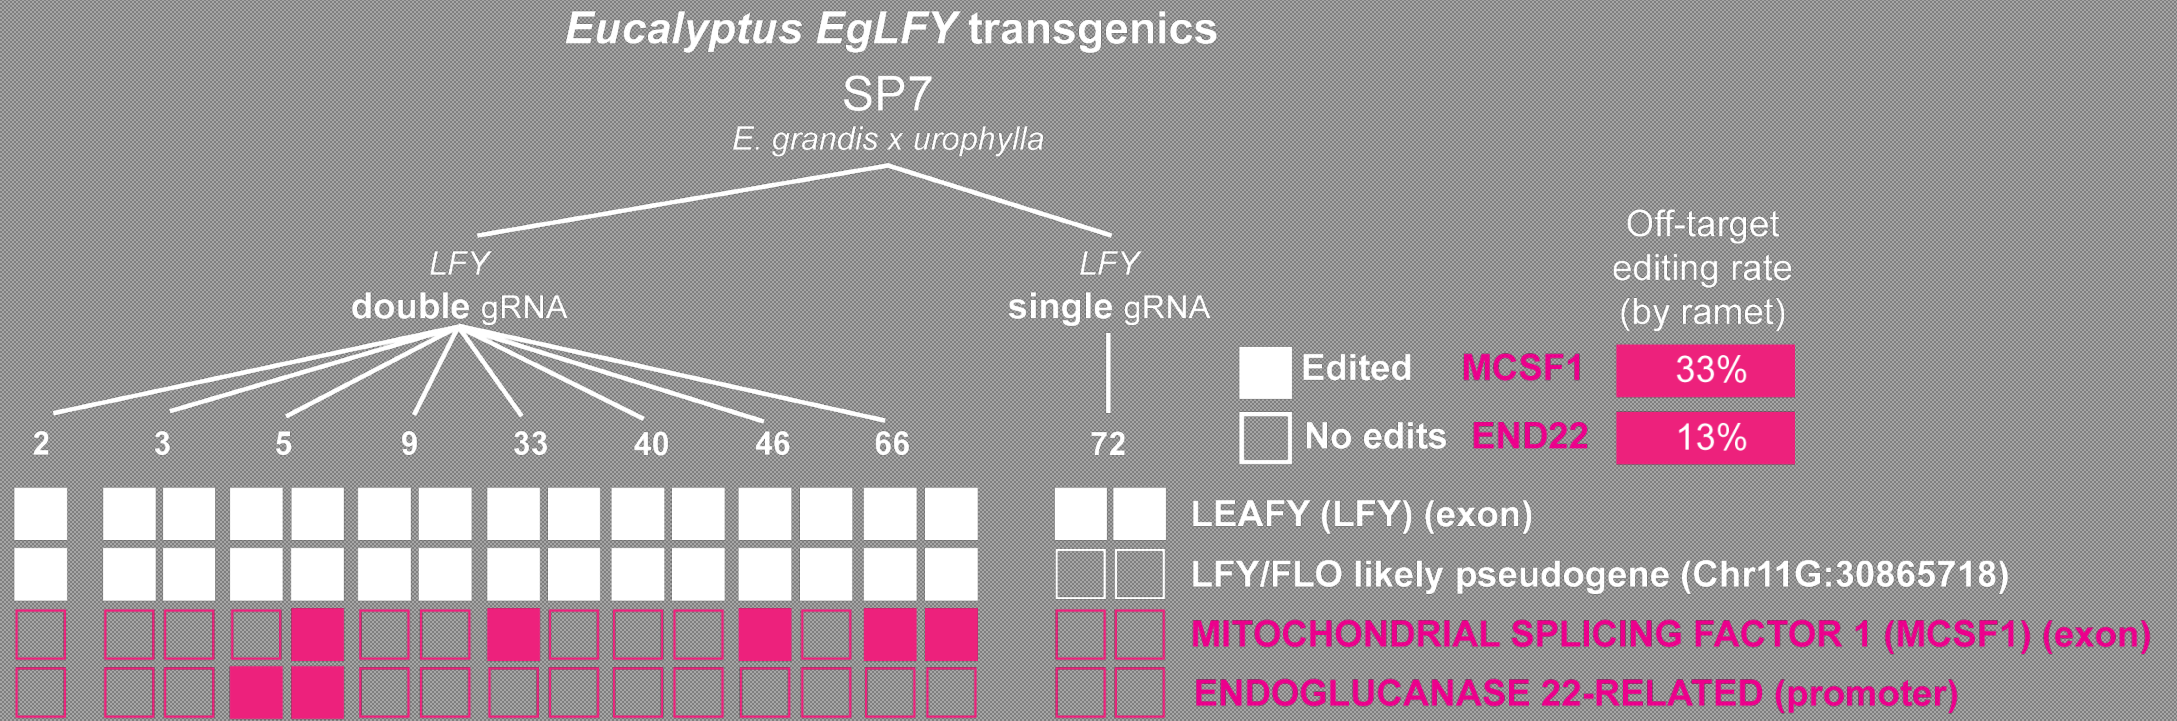 Eucalyptus EgLFY transgenics
SP7
E. grandis x urophylla
LFY
double gRNA
LFY
single gRNA
Off-target
editing rate
(by ramet)
Edited MCSF1 33%
No edits END22 13%
2 3 5 9 33 40 46 66 72
LEAFY (LFY) (exon)
LFY/FLO likely pseudogene (Chr11G:30865718)
MITOCHONDRIAL SPLICING FACTOR 1 (MCSF1) (exon)
ENDOGLUCANASE 22-RELATED (promoter)